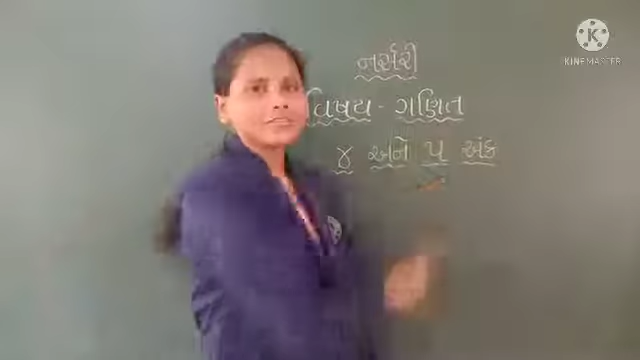 K
KINEMASTER
નર્સરી
વિષય - ગણિત
૪ અને ૫ અંક